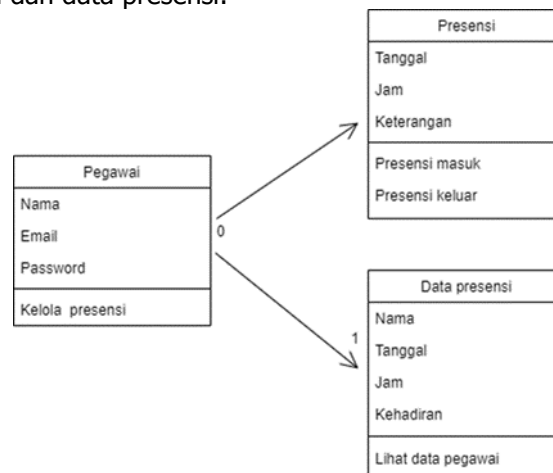 dan data presensi.
Presensi
Tanggal
Jam
Keterangan
Presensi masuk
Presensi keluar
Pegawai
Nama
Email
Password
Kelola presensi
0
1
Data presensi
Nama
Tanggal
Jam
Kehadiran
Lihat data pegawai